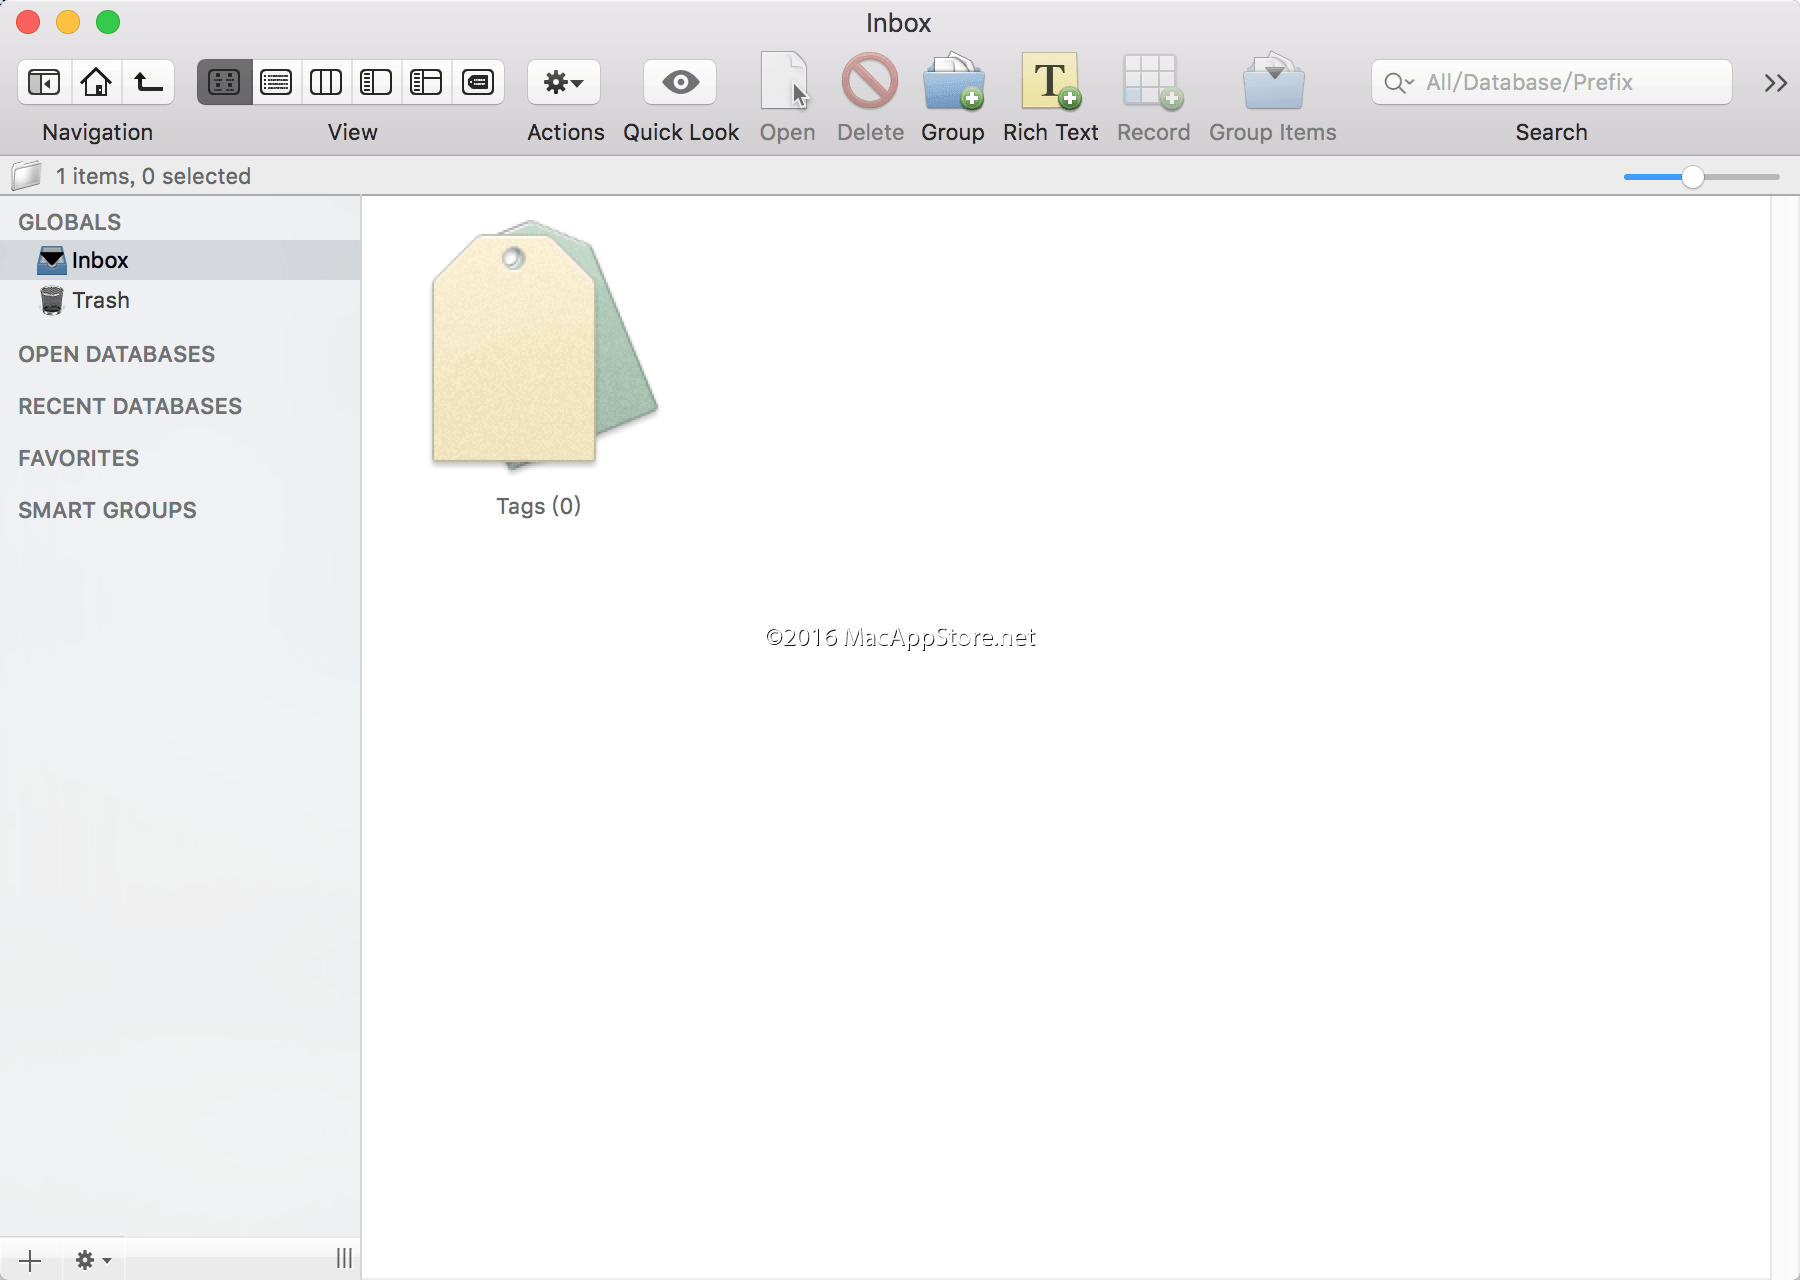 Inbox
All/Database/Prefix
Navigation
View
Actions
Quick Look
Open
Delete
Group
Rich Text
Record
Group Items
Search
1 items, 0 selected
GLOBALS
Inbox
Trash
OPEN DATABASES
RECENT DATABASES
FAVORITES
SMART GROUPS
T
Tags (0)
©2016 MacAppStore.net